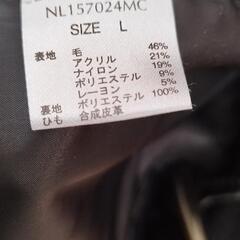 NL157024MC
SIZE L
表地 毛 46%
アクリル 21%
ナイロン 19%
ポリエステル 9%
レーヨン 5%
裏地 ポリエステル 100%
ひも 合成皮革